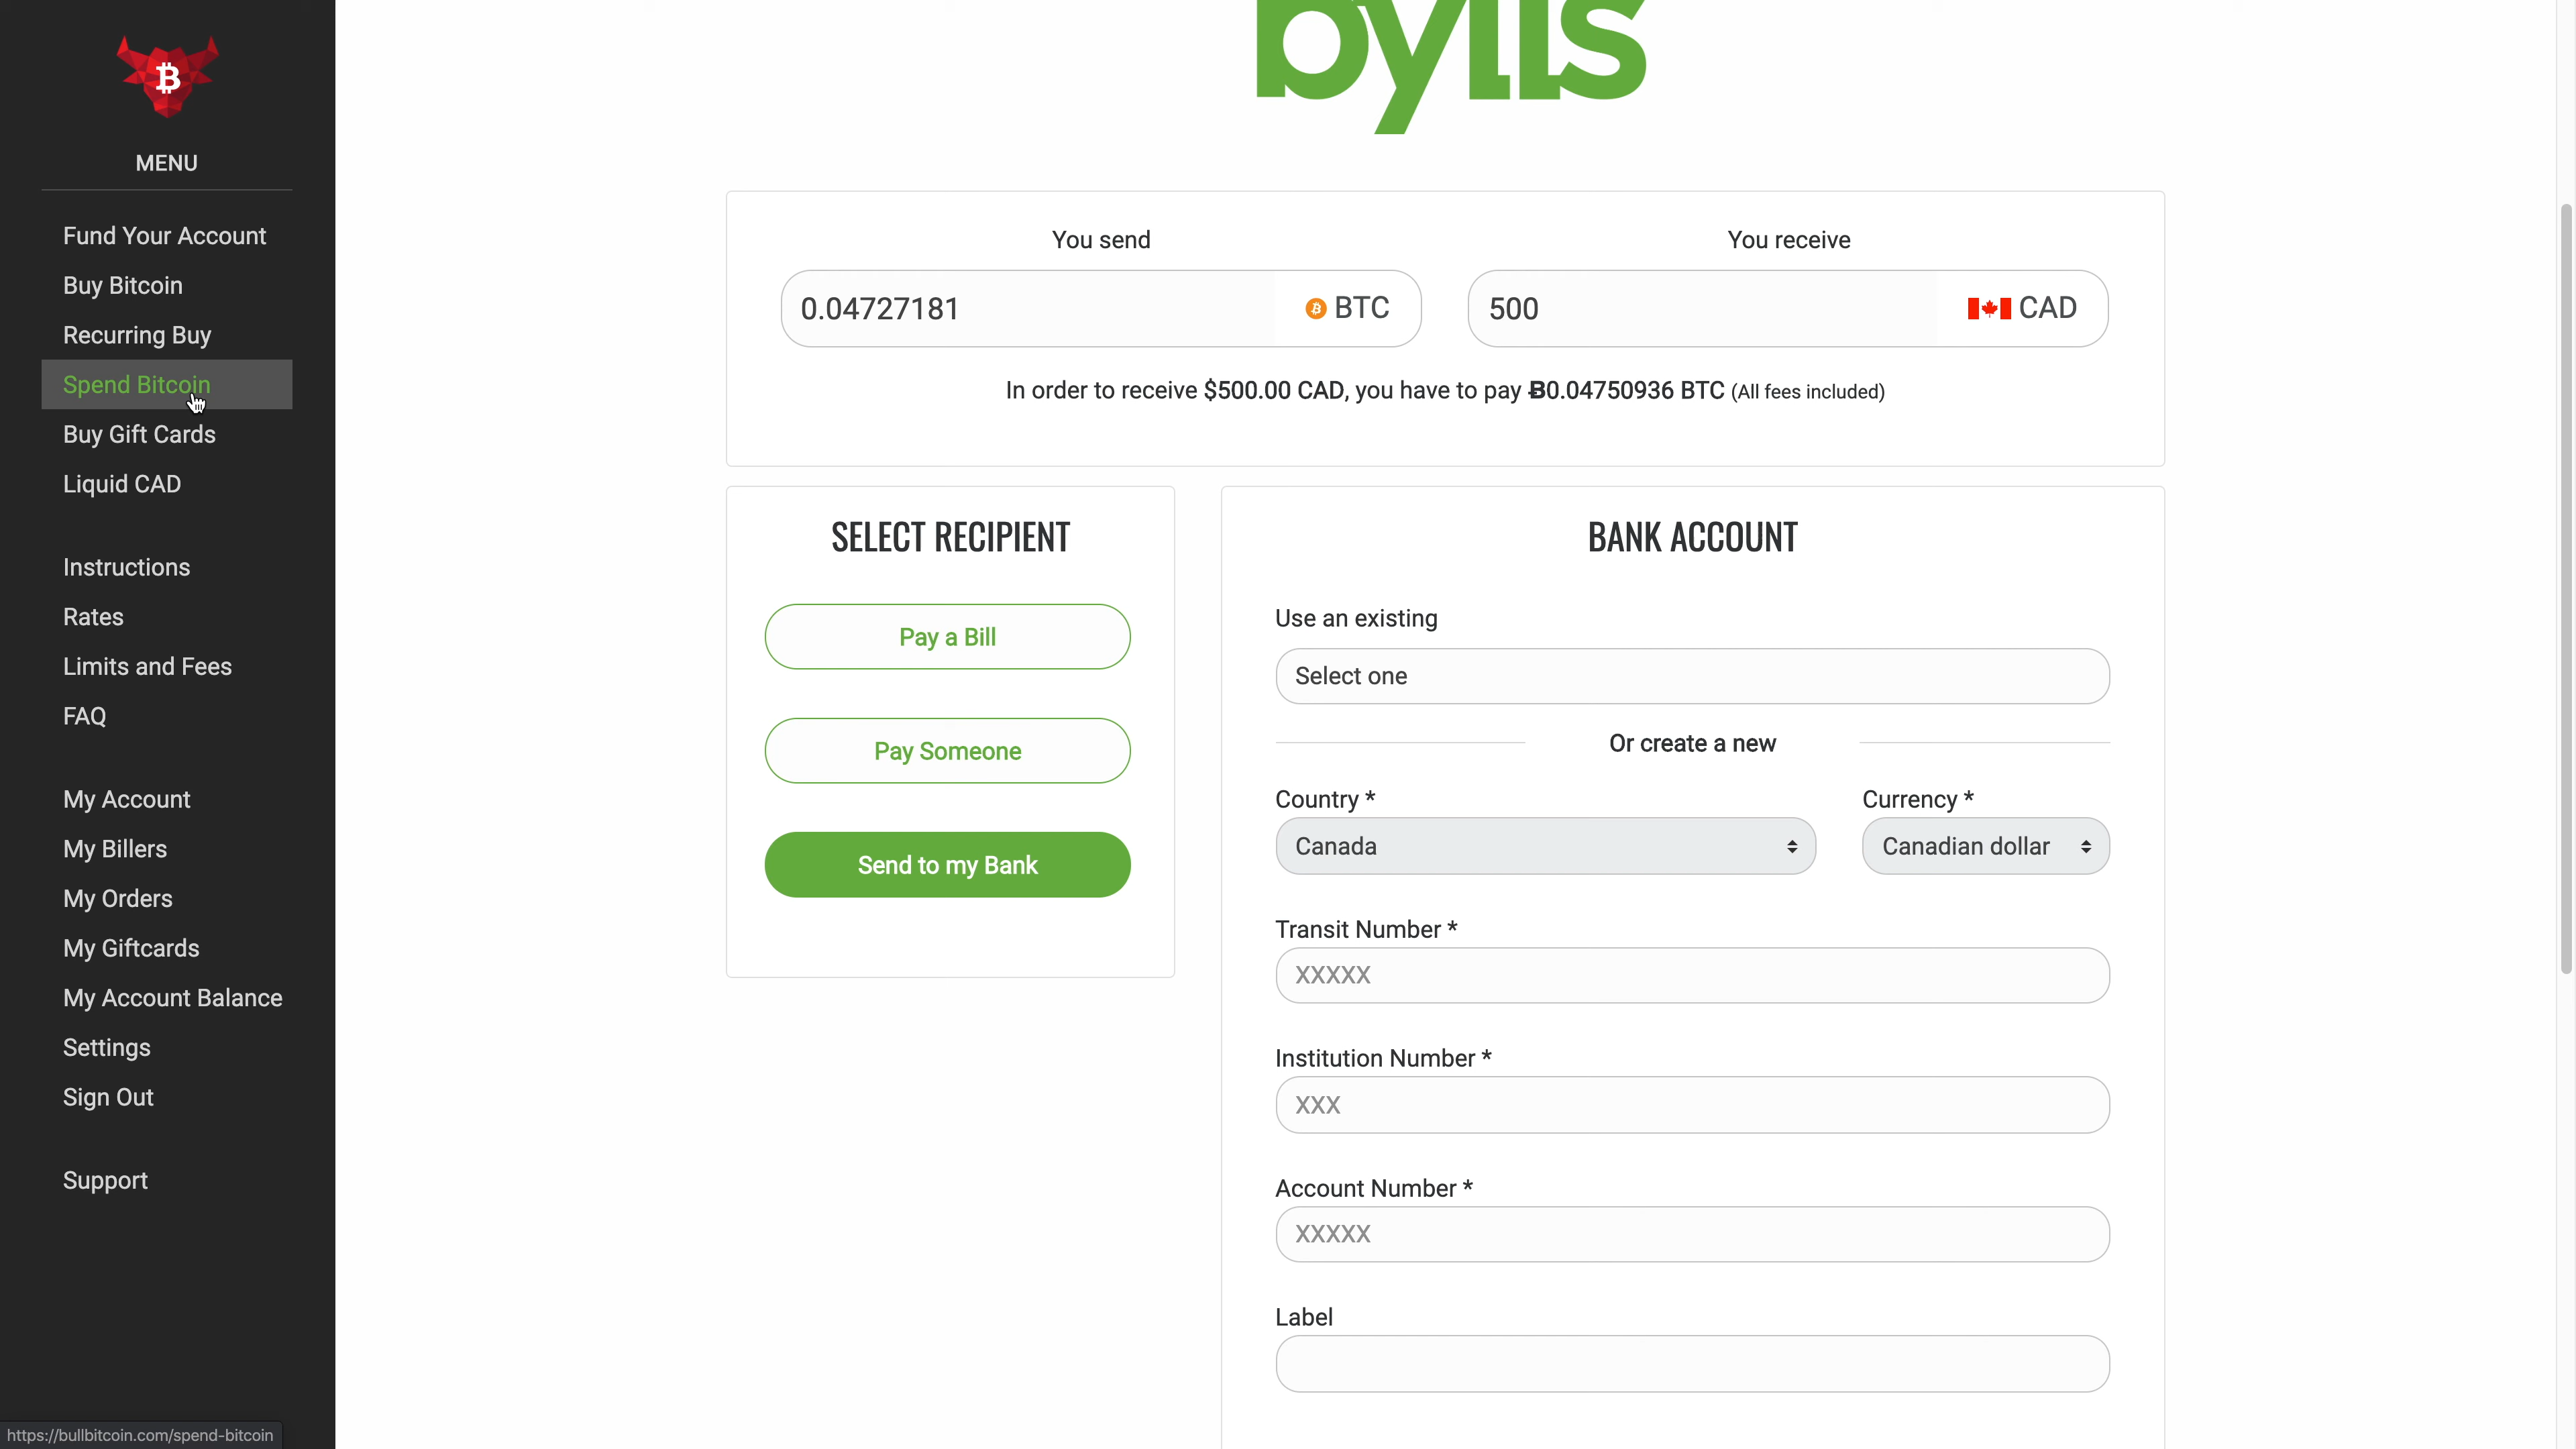 MENU
Fund Your Account
Buy Bitcoin
Recurring Buy
Spend Bitcoin
Buy Gift Cards
Liquid CAD
Instructions
Rates
Limits and Fees
FAQ
My Account
My Billers
My Orders
My Giftcards
My Account Balance
Settings
Sign Out
Support
https://bullbitcoin.com/spend-bitcoin
bylls
You send
0.04727181 BTC
You receive
500 CAD
In order to receive $500.00 CAD, you have to pay Ƀ0.04750936 BTC (All fees included)
SELECT RECIPIENT
Pay a Bill
Pay Someone
Send to my Bank
BANK ACCOUNT
Use an existing
Select one
Or create a new
Country * Currency *
Canada Canadian dollar
Transit Number *
XXXXX
Institution Number *
XXX
Account Number *
XXXXX
Label